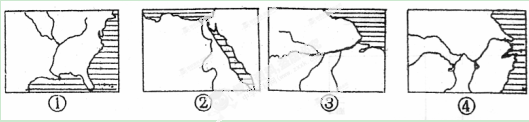 ① ② ③ ④